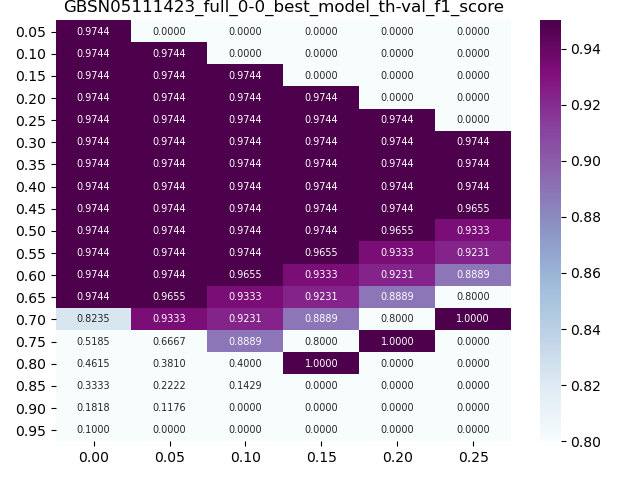 GBSN05111423_full_0-0_best_model_th-val_f1_score
0.05 0.9744 0.0000 0.0000 0.0000 0.0000 0.0000
0.10 0.9744 0.9744 0.0000 0.0000 0.0000 0.0000
0.15 0.9744 0.9744 0.9744 0.0000 0.0000 0.0000
0.20 0.9744 0.9744 0.9744 0.9744 0.0000 0.0000
0.25 0.9744 0.9744 0.9744 0.9744 0.9744 0.0000
0.30 0.9744 0.9744 0.9744 0.9744 0.9744 0.9744
0.35 0.9744 0.9744 0.9744 0.9744 0.9744 0.9744
0.40 0.9744 0.9744 0.9744 0.9744 0.9744 0.9744
0.45 0.9744 0.9744 0.9744 0.9744 0.9744 0.9655
0.50 0.9744 0.9744 0.9744 0.9744 0.9655 0.9333
0.55 0.9744 0.9744 0.9744 0.9655 0.9333 0.9231
0.60 0.9744 0.9744 0.9655 0.9333 0.9231 0.8889
0.65 0.9744 0.9655 0.9333 0.9231 0.8889 0.8000
0.70 0.8235 0.9333 0.9231 0.8889 0.8000 1.0000
0.75 0.5185 0.6667 0.8889 0.8000 1.0000 0.0000
0.80 0.4615 0.3810 0.4000 1.0000 0.0000 0.0000
0.85 0.3333 0.2222 0.1429 0.0000 0.0000 0.0000
0.90 0.1818 0.1176 0.0000 0.0000 0.0000 0.0000
0.95 0.1000 0.0000 0.0000 0.0000 0.0000 0.0000
0.00 0.05 0.10 0.15 0.20 0.25
0.94
0.92
0.90
0.88
0.86
0.84
0.82
0.80